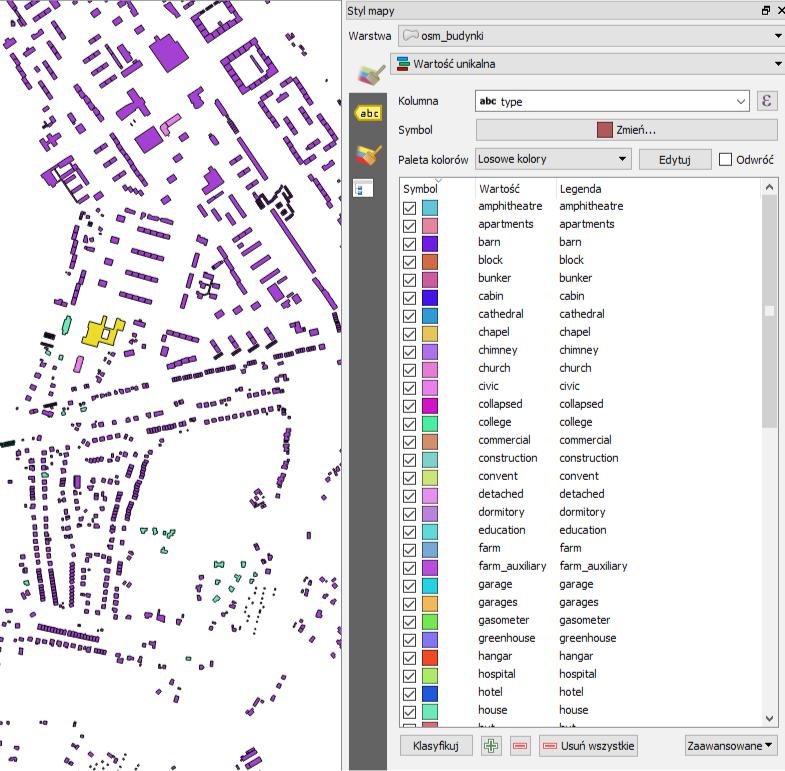 Styl mapy
Warstwa osm_budynki
Wartość unikalna
abc
Kolumna abc type ε
Symbol Zmień...
Paleta kolorów Losowe kolory Edytuj Odwróć
Symbol Wartość Legenda
amphitheatre amphitheatre
apartments apartments
barn barn
block block
bunker bunker
cabin cabin
cathedral cathedral
chapel chapel
chimney chimney
church church
civic civic
collapsed collapsed
college college
commercial commercial
construction construction
convent convent
detached detached
dormitory dormitory
education education
farm farm
farm_auxiliary farm_auxiliary
garage garage
garages garages
gasometer gasometer
greenhouse greenhouse
hangar hangar
hospital hospital
hotel hotel
house house
Klasyfikuj Usuń wszystkie Zaawansowane